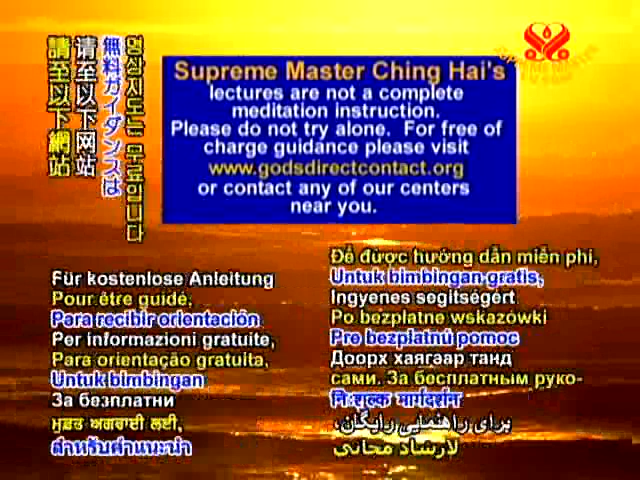 請至以下網站
请至以下网站
無料ガイダンスは
명상지도는 무료입니다
Supreme Master Ching Hai's
lectures are not a complete
meditation instruction.
Please do not try alone. For free of
charge guidance please visit
www.godsdirectcontact.org
or contact any of our centers
near you.
Für kostenlose Anleitung
Pour être guidé,
Para recibir orientación
Per informazioni gratuite,
Para orientação gratuita,
Untuk bimbingan
За безплатни
ਮੁਫ਼ਤ ਅਗਵਾਈ ਲਈ,
สำหรับคำแนะนำ
Để được hướng dẫn miễn phí,
Untuk bimbingan gratis,
Ingyenes segitségért
Po bezpłatne wskazówki
Pre bezplatnú pomoc
Доорх хаягаар танд
сами. За бесплатным руко-
निःशुल्क मार्गदर्शन
برای راهنمایی رایگان،
لارشاد مجاني